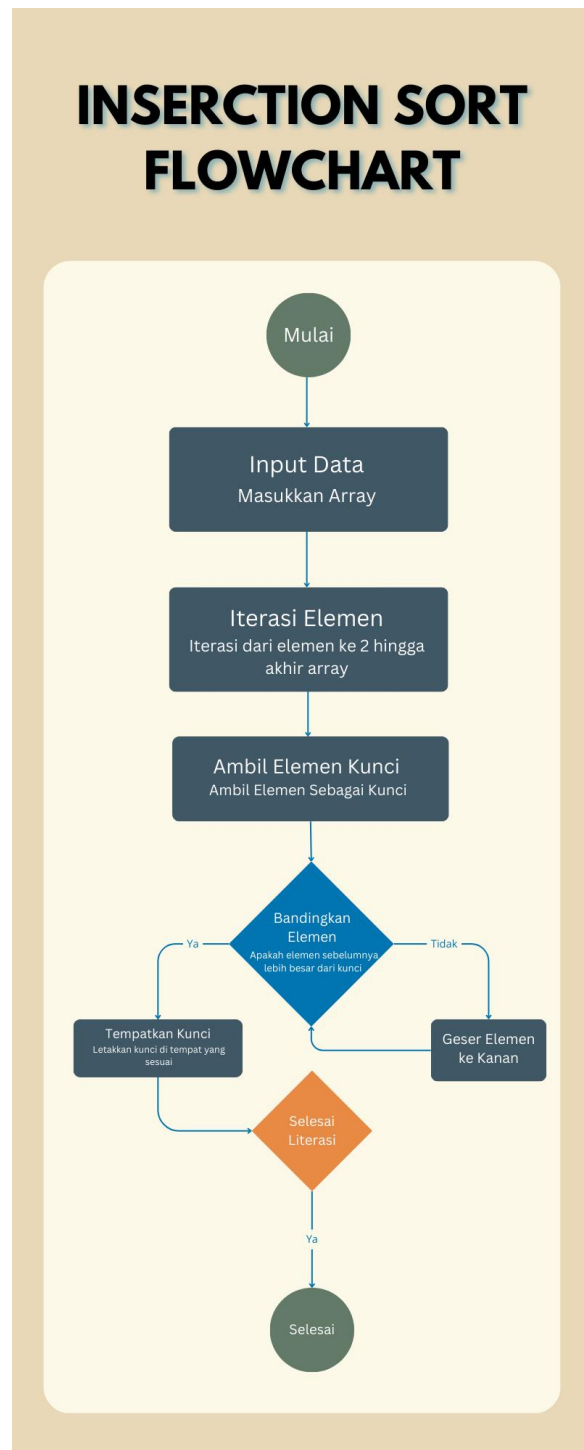 INSERCTION SORT
FLOWCHART
Mulai
Input Data
Masukkan Array
Iterasi Elemen
Iterasi dari elemen ke 2 hingga
akhir array
Ambil Elemen Kunci
Ambil Elemen Sebagai Kunci
Bandingkan
Elemen
Apakah elemen sebelumnya
lebih besar dari kunci
Ya
Tidak
Tempatkan Kunci
Letakkan kunci di tempat yang
sesuai
Geser Elemen
ke Kanan
Selesai
Literasi
Ya
Selesai